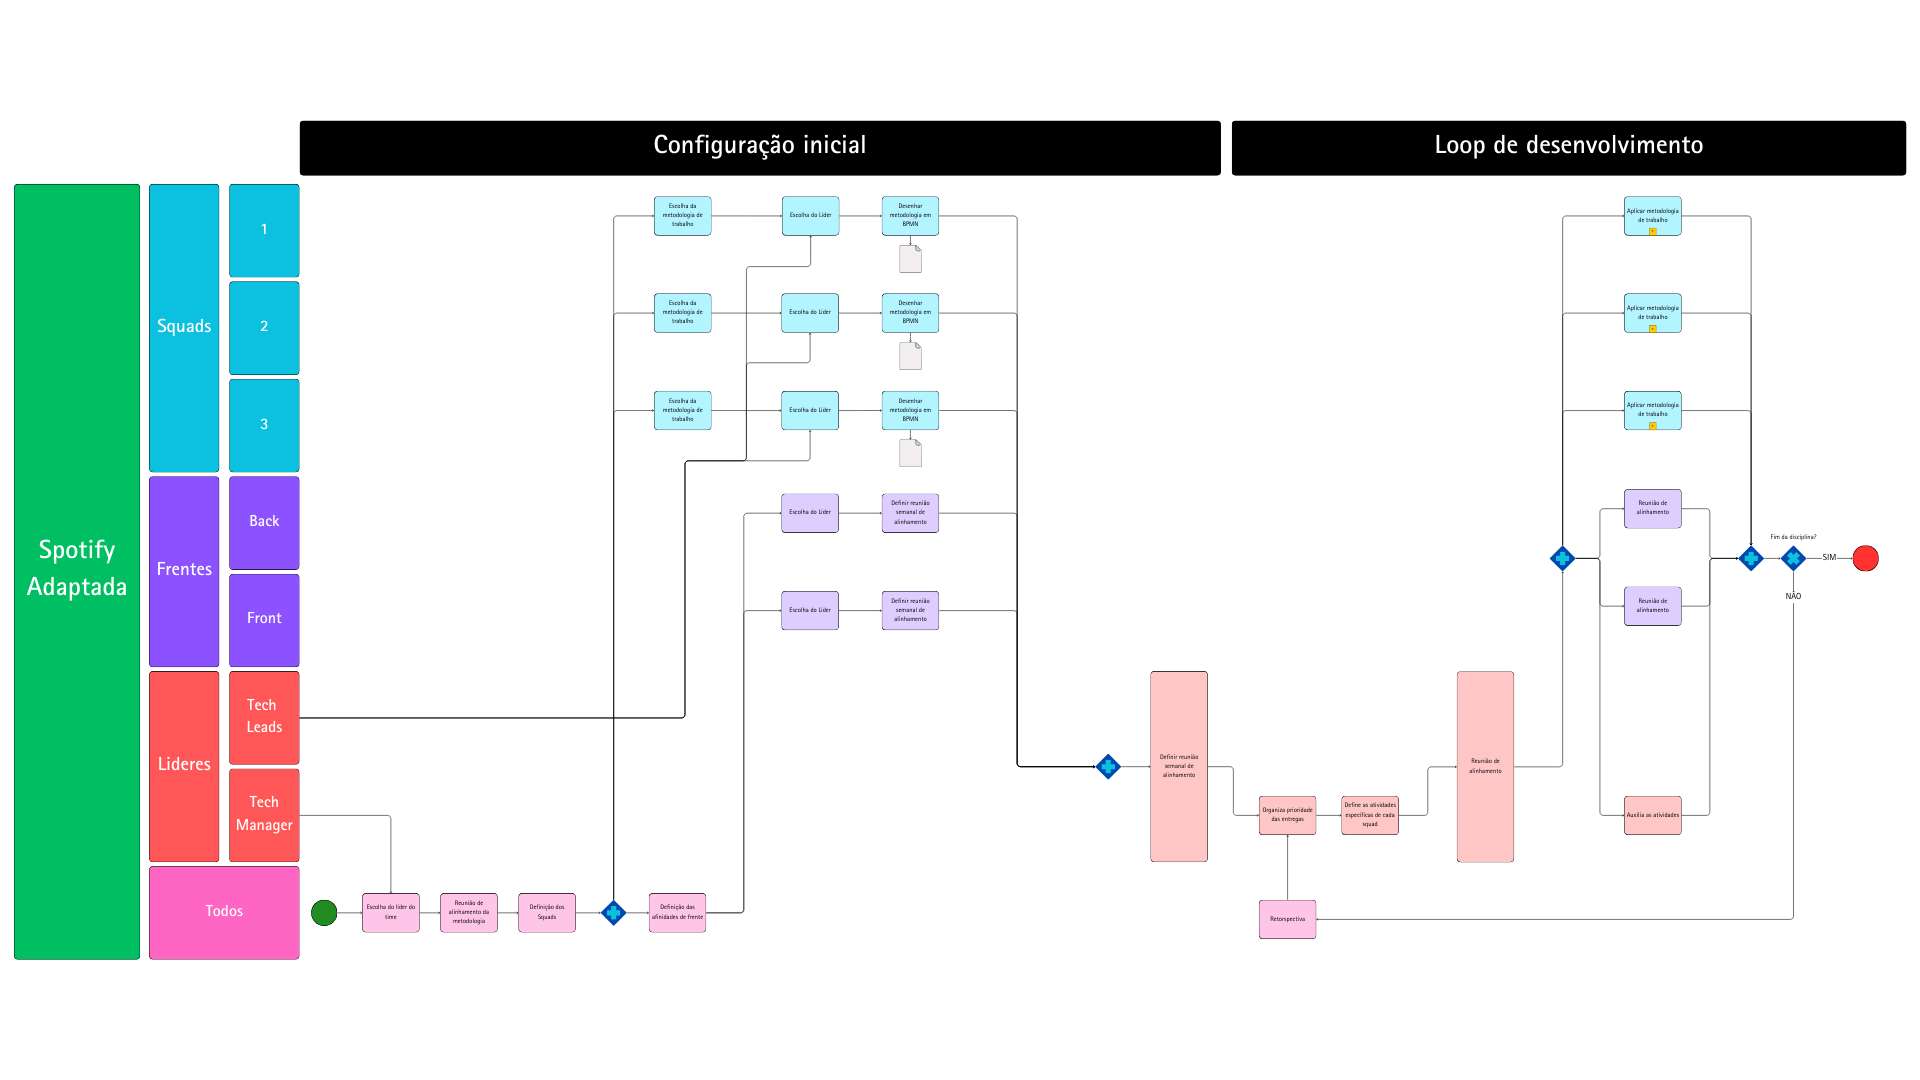 Configuração inicial
Loop de desenvolvimento
Spotify
Adaptada
Squads
1
2
3
Frentes
Back
Front
Lideres
Tech
Leads
Tech
Manager
Todos
Escolha da
metodologia de
trabalho
Escolha do Lider
Desenhar
metodologia em
BPMN
Escolha da
metodologia de
trabalho
Escolha do Lider
Desenhar
metodologia em
BPMN
Escolha da
metodologia de
trabalho
Escolha do Lider
Desenhar
metodologia em
BPMN
Escolha do Lider
Definir reunião
semanal de
alinhamento
Escolha do Lider
Definir reunião
semanal de
alinhamento
Escolha do líder do
time
Reunião de
alinhamento da
metodologia
Definição dos
Squads
Definição das
afinidades de frente
Definir reunião
semanal de
alinhamento
Organiza prioridade
das entregas
Define as atividades
específicas de cada
squad
Reunião de
alinhamento
Aplicar metodologia
de trabalho
Aplicar metodologia
de trabalho
Aplicar metodologia
de trabalho
Reunião de
alinhamento
Reunião de
alinhamento
Auxilia as atividades
Fim da disciplina?
SIM
NÃO
Retorspectiva